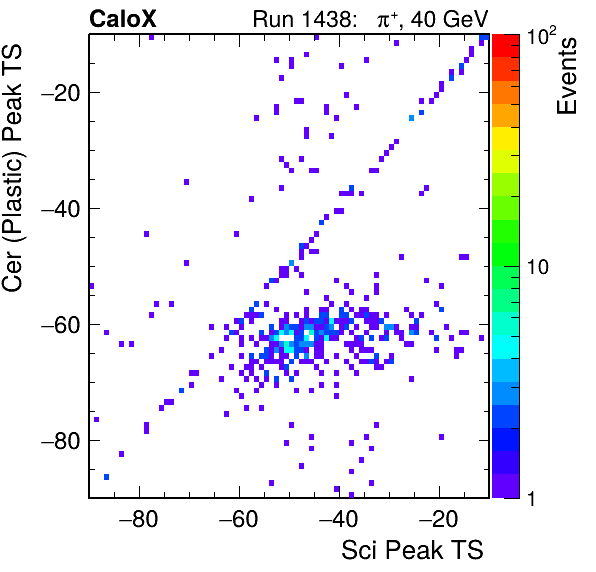 CaloX Run 1438: π⁺, 40 GeV
Cer (Plastic) Peak TS
−20
−40
−60
−80
−80 −60 −40 −20
Sci Peak TS
10²
10
1
Events